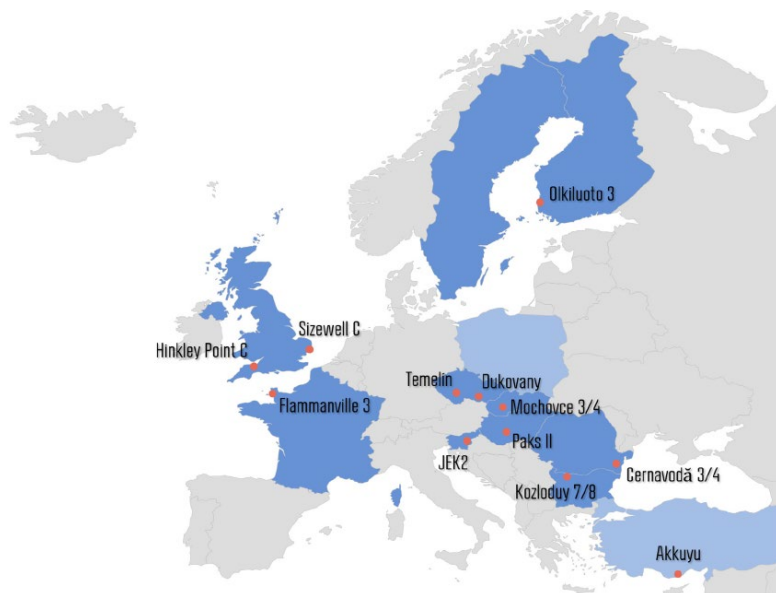 Olkiluoto 3
Sizewell C
Hinkley Point C
Flammanville 3
Temelin
Dukovany
Mochovce 3/4
Paks II
JEK2
Cernavodă 3/4
Kozloduy 7/8
Akkuyu